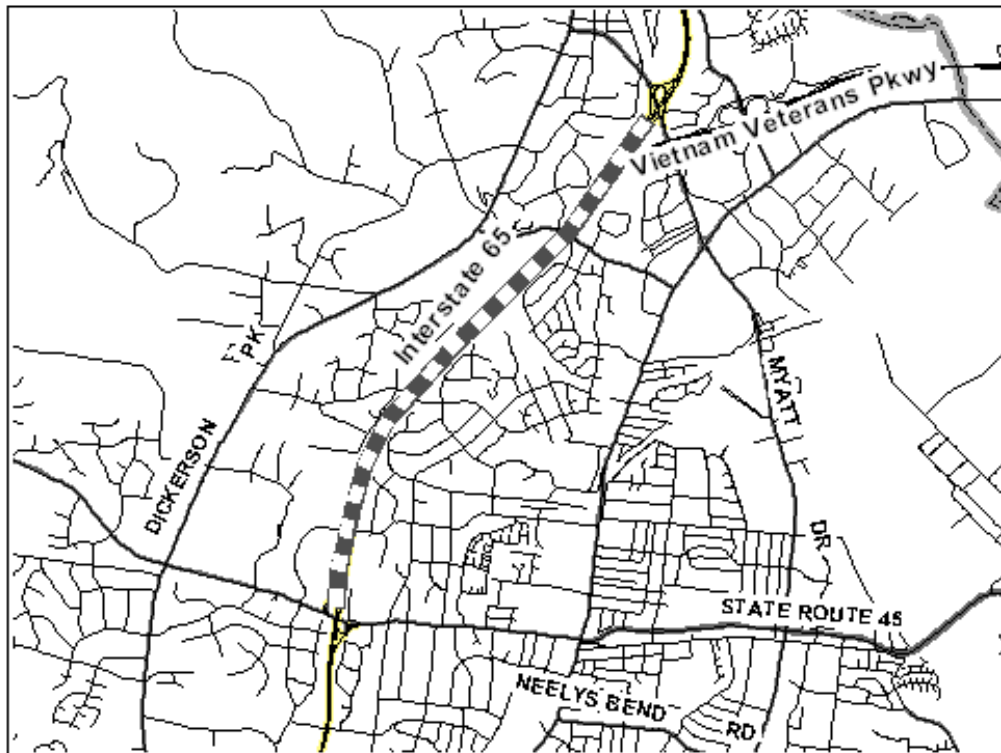 Vietnam Veterans Pkwy
Interstate 65
DICKERSON PK
MYATT DR
STATE ROUTE 45
NEELYS BEND RD